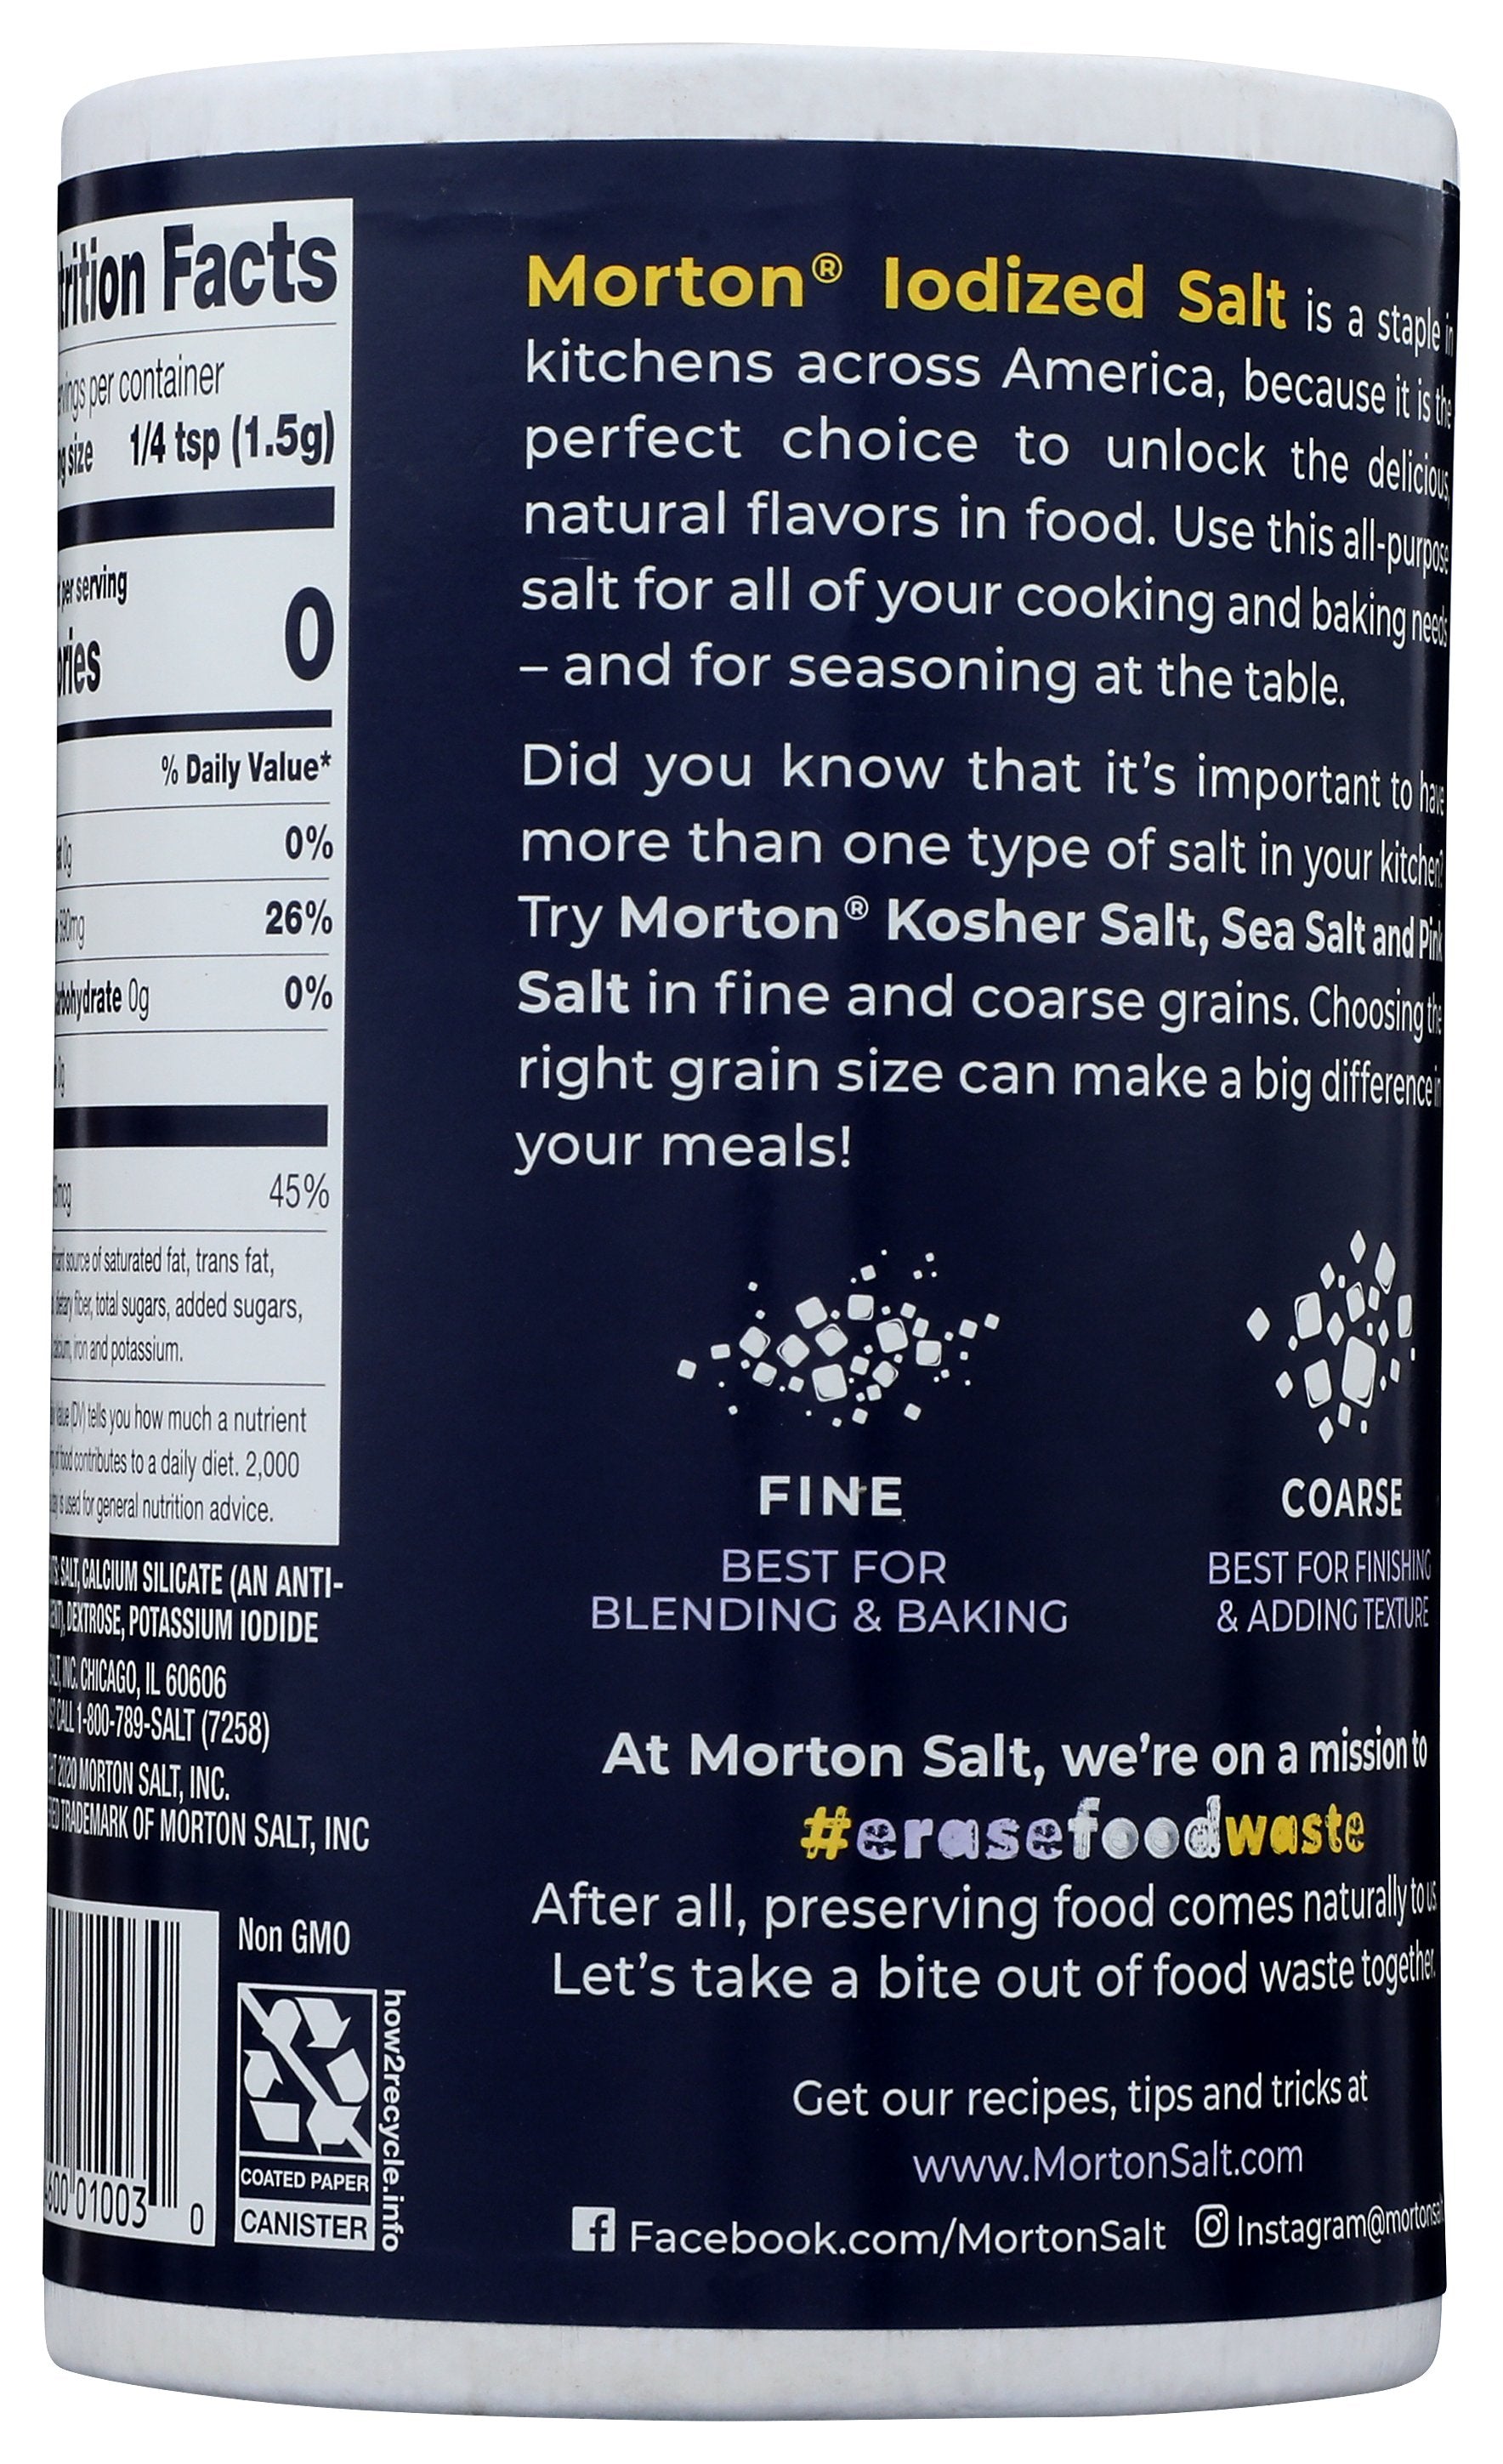 Facts
per container
size 1/4 tsp (1.5g)
per serving
0
% Daily Value*
0g 0%
690mg 26%
0g 0%
0g
45%
source of saturated fat, trans fat,
dietary fiber, total sugars, added sugars,
iron and potassium.
value (DV) tells you how much a nutrient
of food contributes to a daily diet. 2,000
is used for general nutrition advice.
SALT, CALCIUM SILICATE (AN ANTI-
DEXTROSE, POTASSIUM IODIDE
INC. CHICAGO, IL 60606
CALL 1-800-789-SALT (7258)
2020 MORTON SALT, INC.
TRADEMARK OF MORTON SALT, INC
01003 0
Non GMO
COATED PAPER
CANISTER
how2recycle.info
Morton® Iodized Salt is a staple in
kitchens across America, because it is the
perfect choice to unlock the delicious,
natural flavors in food. Use this all-purpose
salt for all of your cooking and baking needs
– and for seasoning at the table.
Did you know that it's important to have
more than one type of salt in your kitchen?
Try Morton® Kosher Salt, Sea Salt and Pink
Salt in fine and coarse grains. Choosing the
right grain size can make a big difference in
your meals!
FINE
BEST FOR
BLENDING & BAKING
COARSE
BEST FOR FINISHING
& ADDING TEXTURE
At Morton Salt, we're on a mission to
#erasefoodwaste
After all, preserving food comes naturally to us.
Let's take a bite out of food waste together.
Get our recipes, tips and tricks at
www.MortonSalt.com
Facebook.com/MortonSalt Instagram@mortonsalt